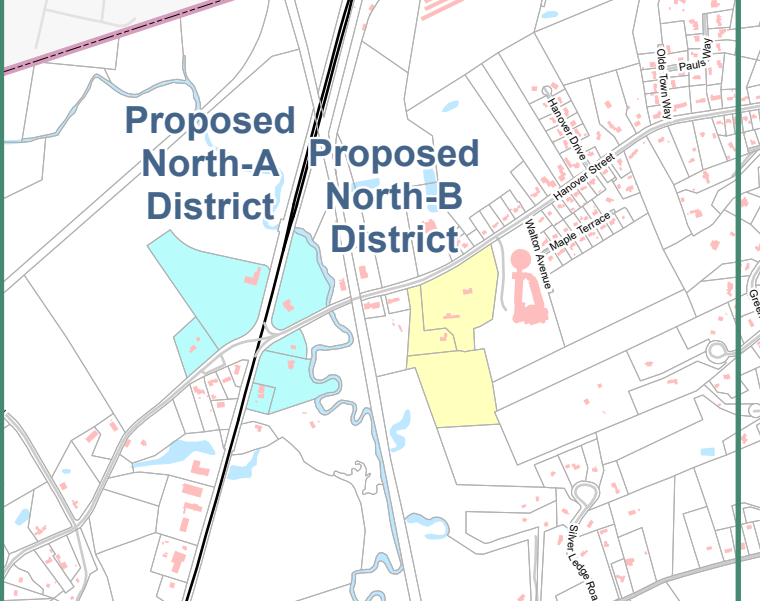 Proposed
North-A
District
Proposed
North-B
District
Olde Town Way
Pauls Way
Hanover Drive
Hanover Street
Walton Avenue
Maple Terrace
Silver Ledge Roa